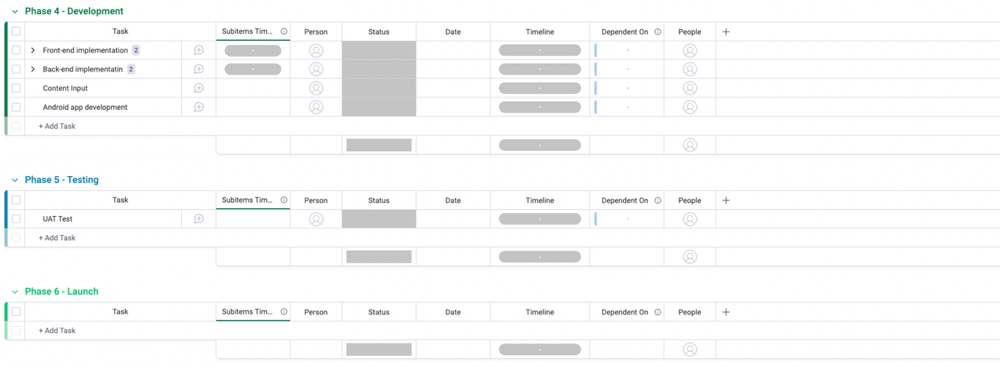 Phase 4 - Development
Task Subitems Tim... Person Status Date Timeline Dependent On People
Front-end implementation 2 - - -
Back-end implementatin 2 - - -
Content Input - -
Android app development - -
+ Add Task
-
Phase 5 - Testing
Task Subitems Tim... Person Status Date Timeline Dependent On People
UAT Test - -
+ Add Task
-
Phase 6 - Launch
Task Subitems Tim... Person Status Date Timeline Dependent On People
+ Add Task
-